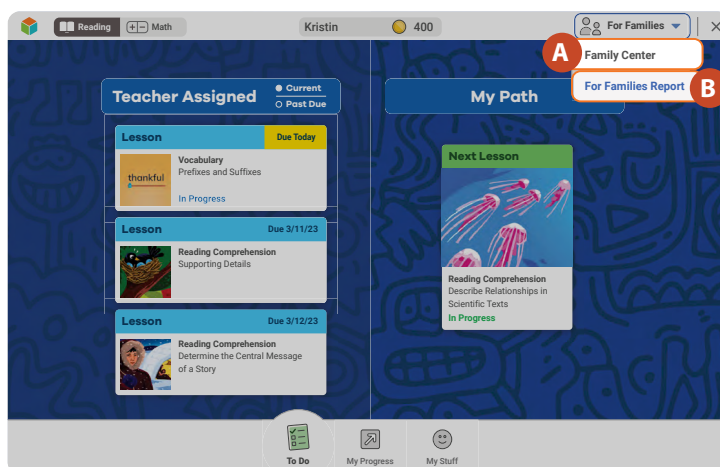 Reading
Math
Kristin
400
For Families
A
Family Center
For Families Report
B
Teacher Assigned
Current
Past Due
My Path
Lesson
Due Today
thankful
Vocabulary
Prefixes and Suffixes
In Progress
Lesson
Due 3/11/23
Reading Comprehension
Supporting Details
Lesson
Due 3/12/23
Reading Comprehension
Determine the Central Message
of a Story
Next Lesson
Reading Comprehension
Describe Relationships in
Scientific Texts
In Progress
To Do
My Progress
My Stuff